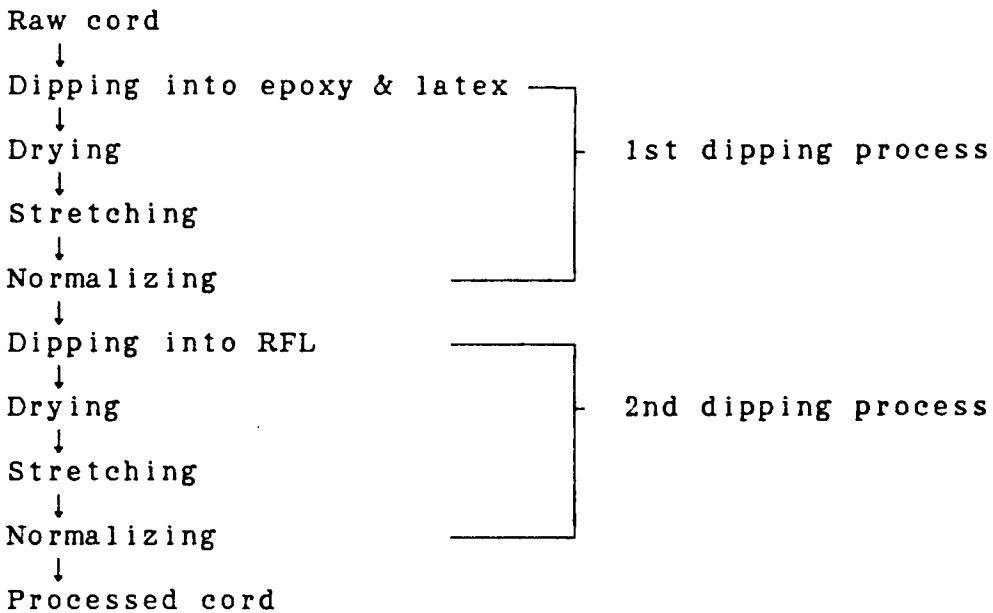 Raw cord
↓
Dipping into epoxy & latex
↓
Drying 1st dipping process
↓
Stretching
↓
Normalizing
↓
Dipping into RFL
↓
Drying 2nd dipping process
↓
Stretching
↓
Normalizing
↓
Processed cord